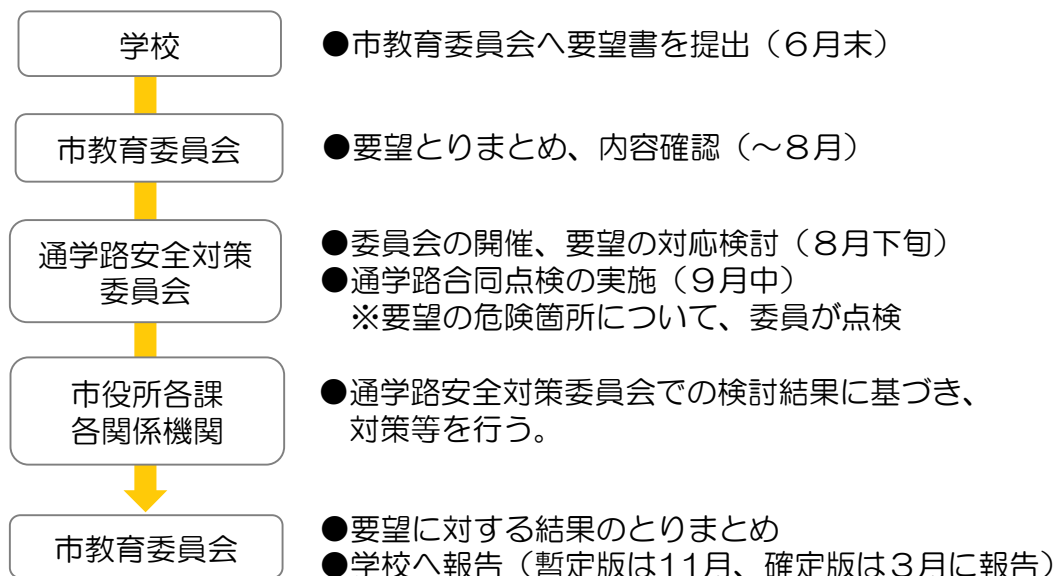 学校
●市教育委員会へ要望書を提出（６月末）
市教育委員会
●要望とりまとめ、内容確認（～８月）
通学路安全対策
委員会
●委員会の開催、要望の対応検討（８月下旬）
●通学路合同点検の実施（９月中）
※要望の危険箇所について、委員が点検
市役所各課
各関係機関
●通学路安全対策委員会での検討結果に基づき、
対策等を行う。
市教育委員会
●要望に対する結果のとりまとめ
●学校へ報告（暫定版は11月、確定版は３月に報告）